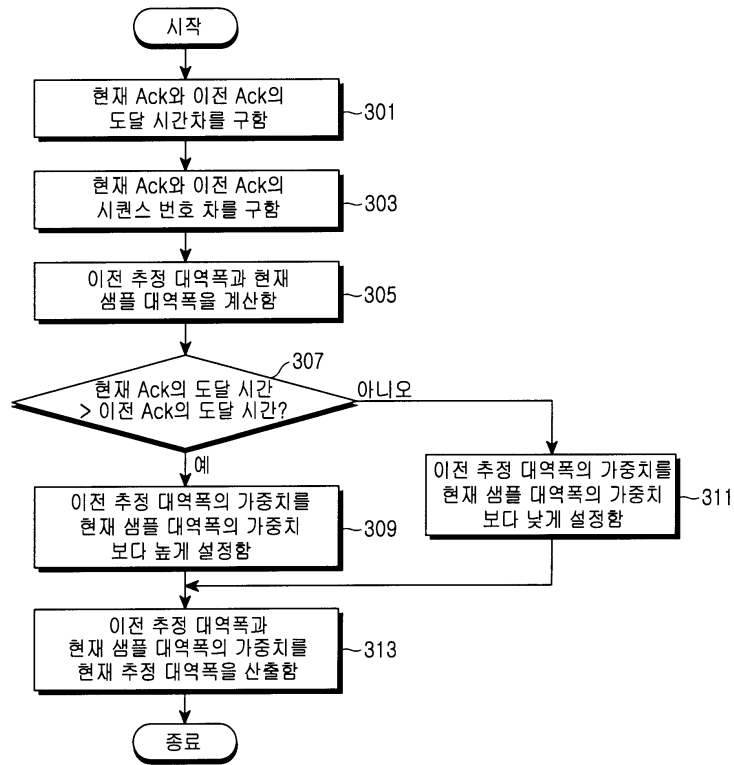 시작
현재 Ack와 이전 Ack의
도달 시간차를 구함
301
현재 Ack와 이전 Ack의
시퀀스 번호 차를 구함
303
이전 추정 대역폭과 현재
샘플 대역폭을 계산함
305
307
현재 Ack의 도달 시간
> 이전 Ack의 도달 시간?
아니오
예
이전 추정 대역폭의 가중치를
현재 샘플 대역폭의 가중치
보다 높게 설정함
309
이전 추정 대역폭의 가중치를
현재 샘플 대역폭의 가중치
보다 낮게 설정함
311
이전 추정 대역폭과
현재 샘플 대역폭의 가중치를
현재 추정 대역폭을 산출함
313
종료